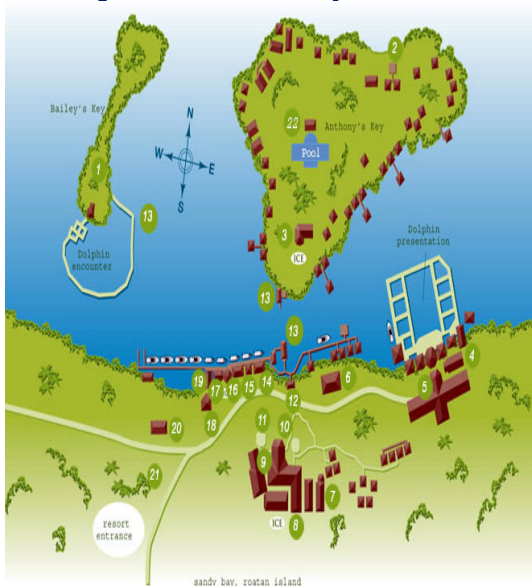 2
Bailey's Key
N
W
E
S
22
Anthony's Key
Pool
1
13
3
ICE
Dolphin
encounter
Dolphin
presentation
13
13
4
19
17
16
15
14
6
5
12
20
18
11
10
9
21
7
resort
entrance
ICE
8
sandy bay, roatan island